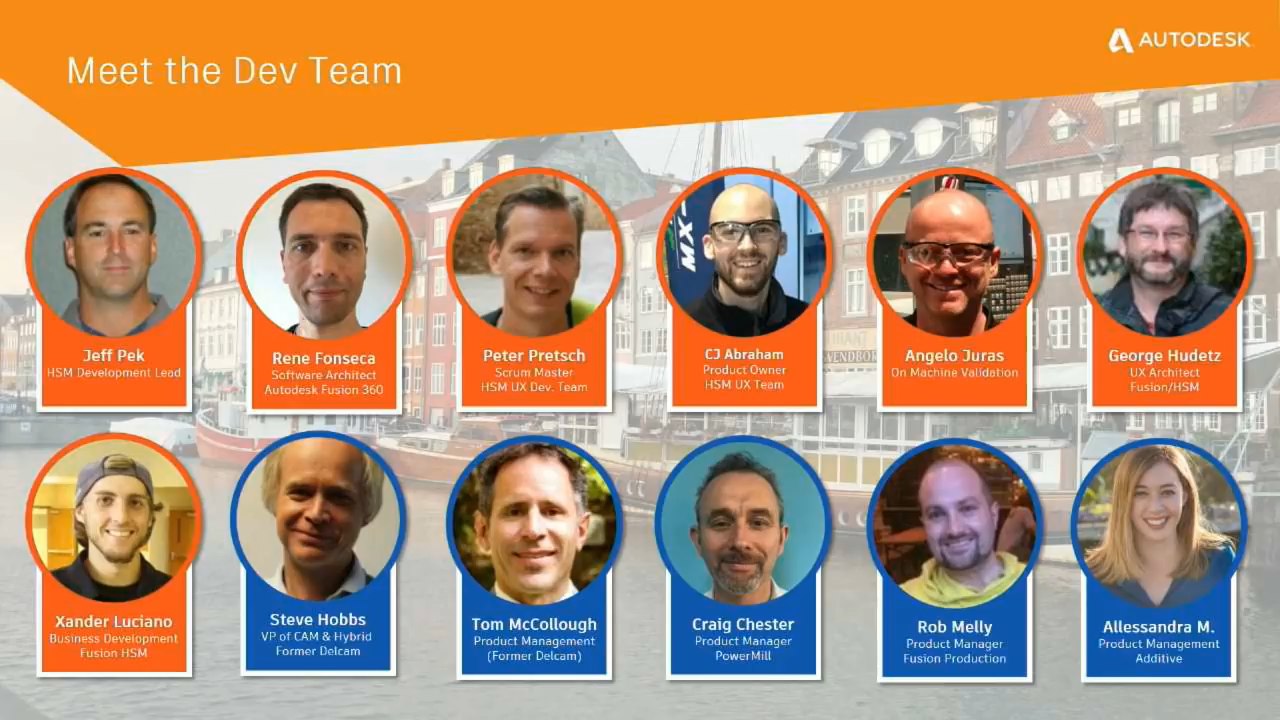 AUTODESK
Meet the Dev Team
MX
Jeff Pek
HSM Development Lead
Rene Fonseca
Software Architect
Autodesk Fusion 360
Peter Pretsch
Scrum Master
HSM UX Dev. Team
CJ Abraham
Product Owner
HSM UX Team
Angelo Juras
On Machine Validation
George Hudetz
UX Architect
Fusion/HSM
Xander Luciano
Business Development
Fusion HSM
Steve Hobbs
VP of CAM & Hybrid
Former Delcam
Tom McCollough
Product Management
(Former Delcam)
Craig Chester
Product Manager
PowerMill
Rob Melly
Product Manager
Fusion Production
Allessandra M.
Product Management
Additive